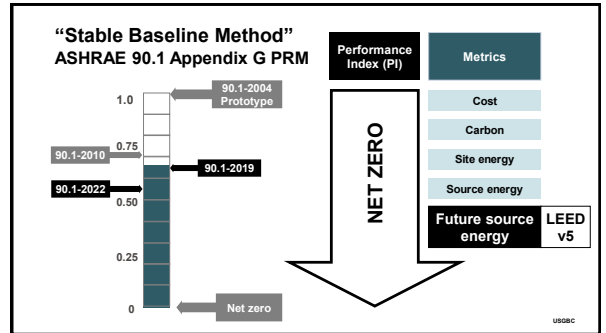 “Stable Baseline Method”
ASHRAE 90.1 Appendix G PRM
Performance
Index (PI)
Metrics
1.0
0.75
0.50
0.25
0
90.1-2004
Prototype
90.1-2010
90.1-2019
90.1-2022
Net zero
NET ZERO
Cost
Carbon
Site energy
Source energy
Future source
energy
LEED
v5
USGBC